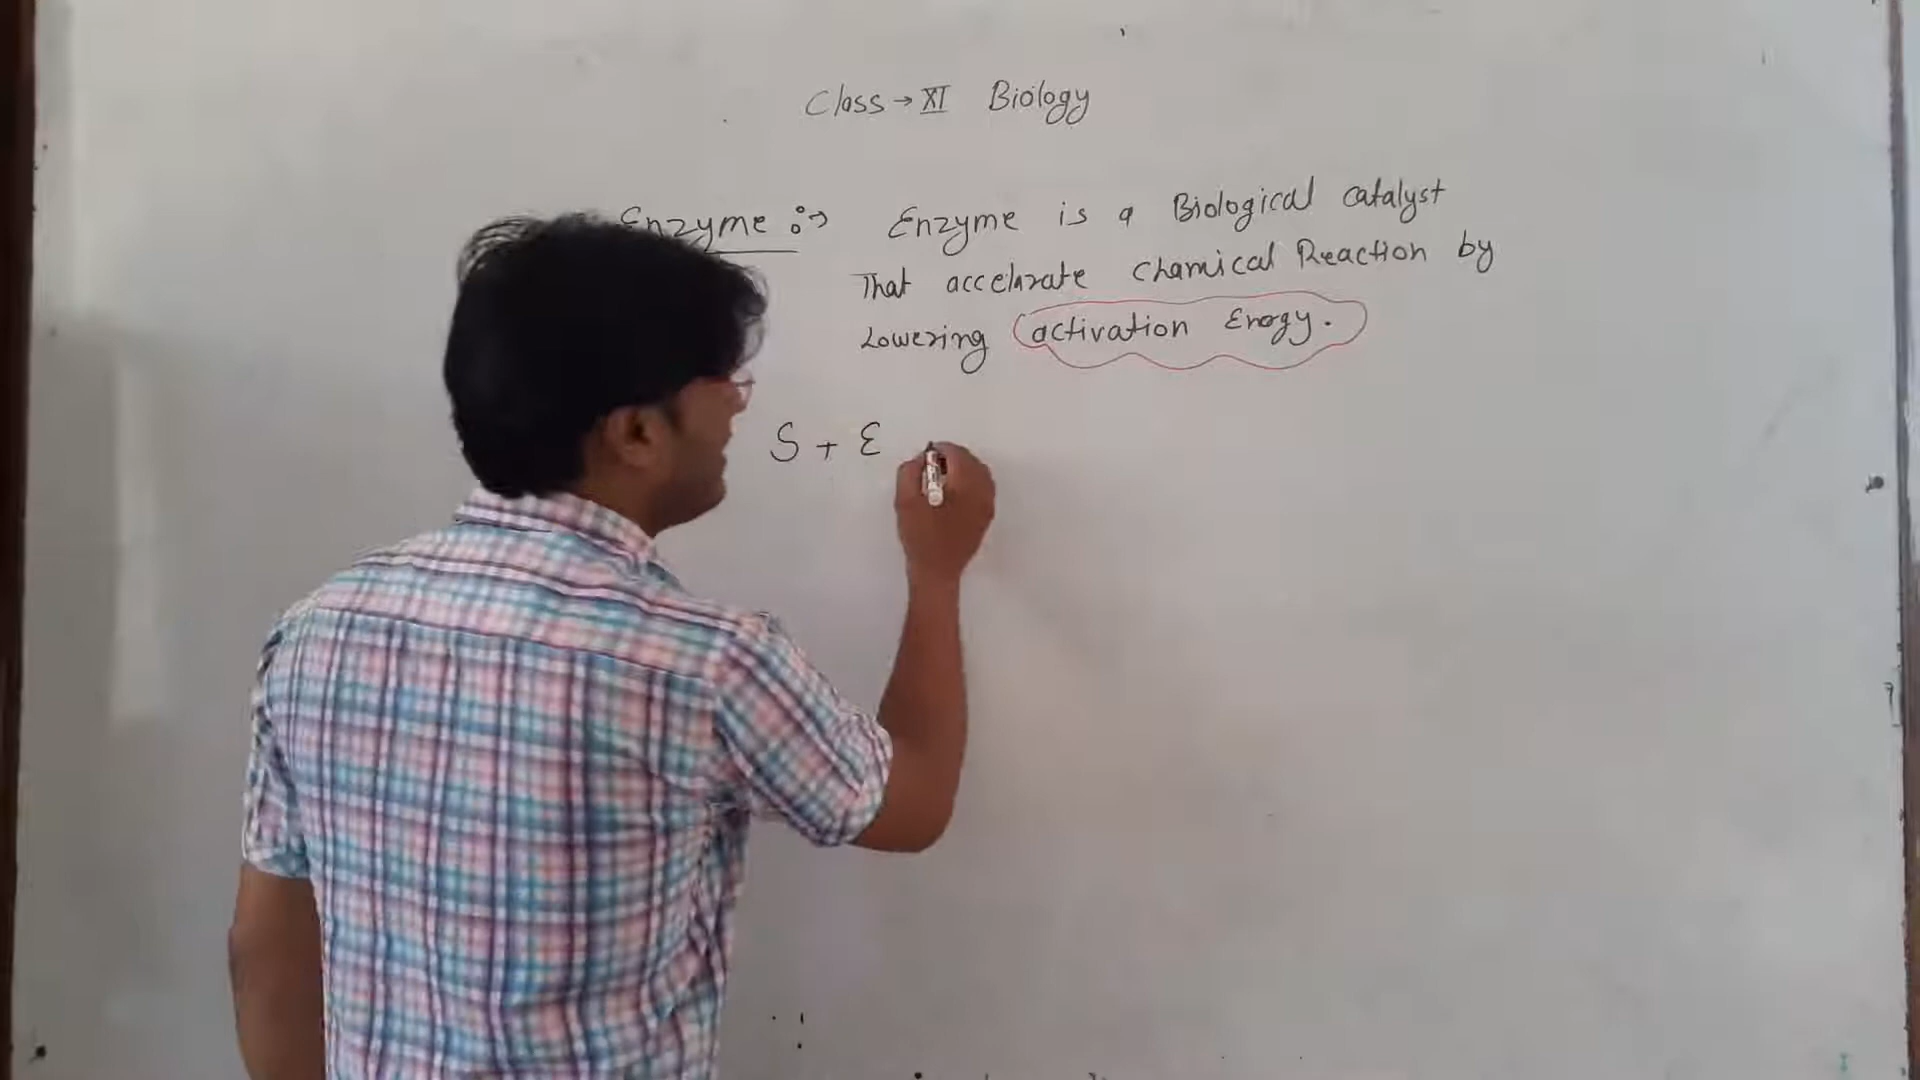 Class → XI Biology
Enzyme :→ Enzyme is a Biological catalyst
That accelarate chamical Reaction by
Lowering activation Enrgy.
S + E